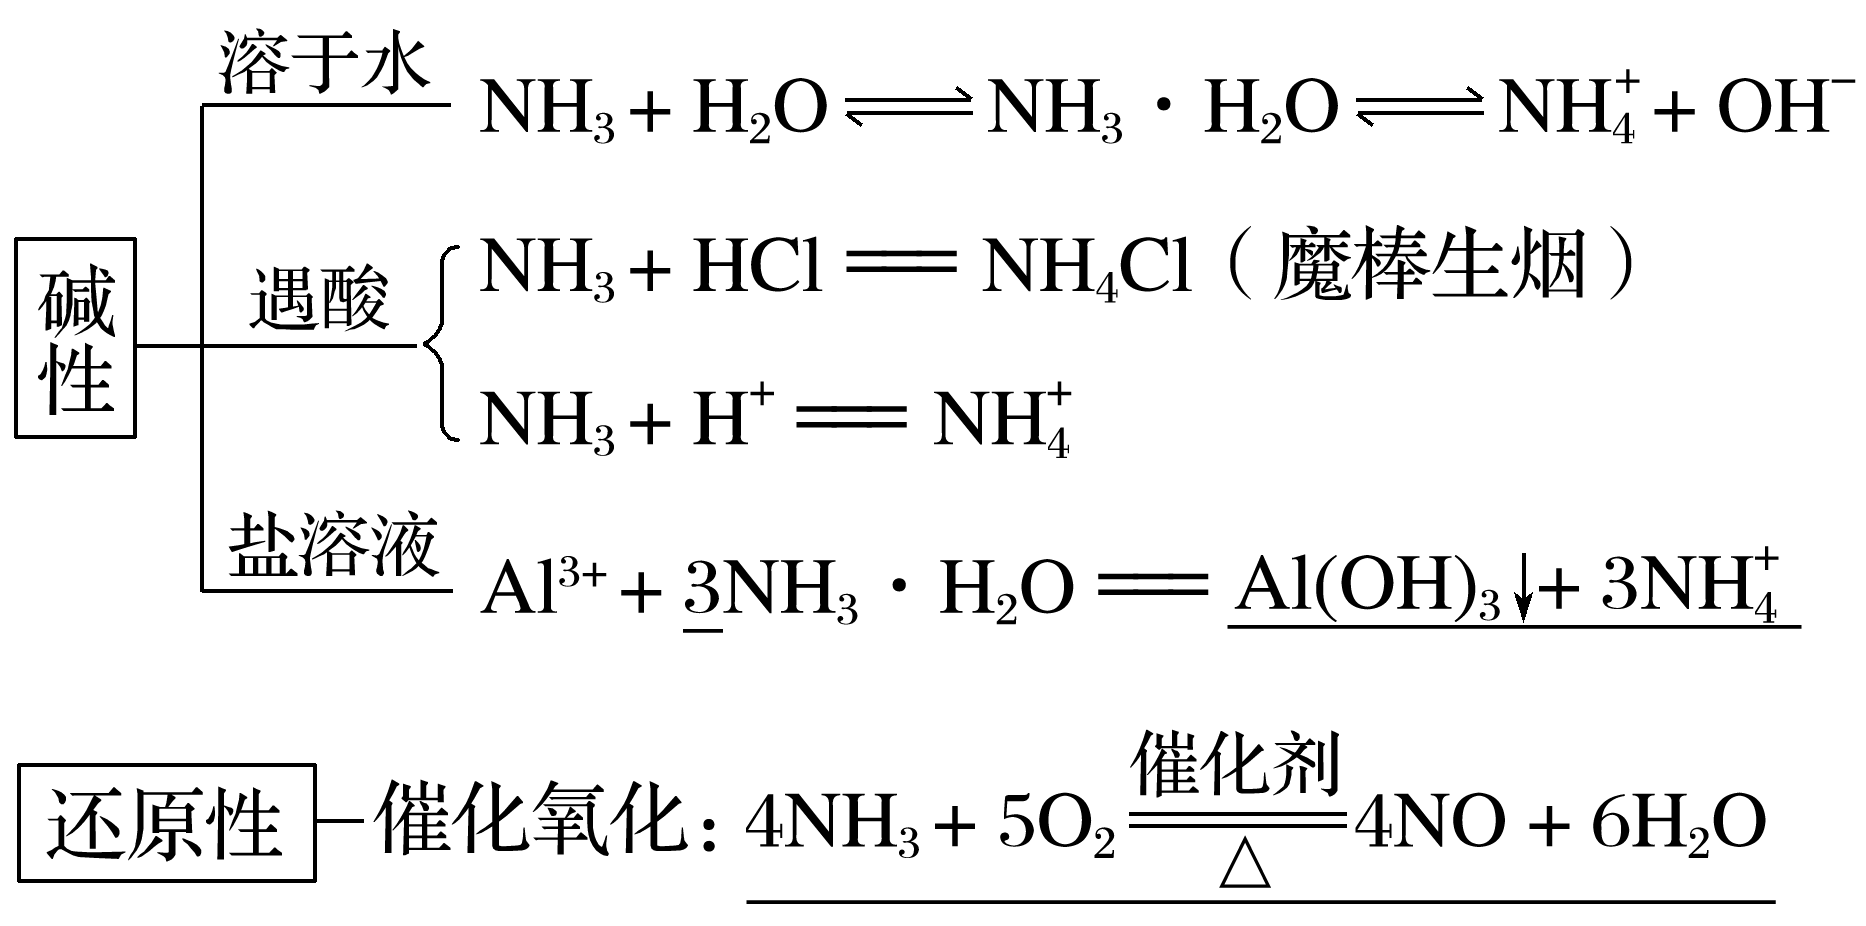 溶于水 NH₃ + H₂O ⇌ NH₃·H₂O ⇌ NH₄⁺ + OH⁻
碱性
遇酸 NH₃ + HCl == NH₄Cl（魔棒生烟）
NH₃ + H⁺ == NH₄⁺
盐溶液 Al³⁺ + 3NH₃·H₂O == Al(OH)₃↓ + 3NH₄⁺
还原性 催化氧化: 4NH₃ + 5O₂ =催化剂/△= 4NO + 6H₂O